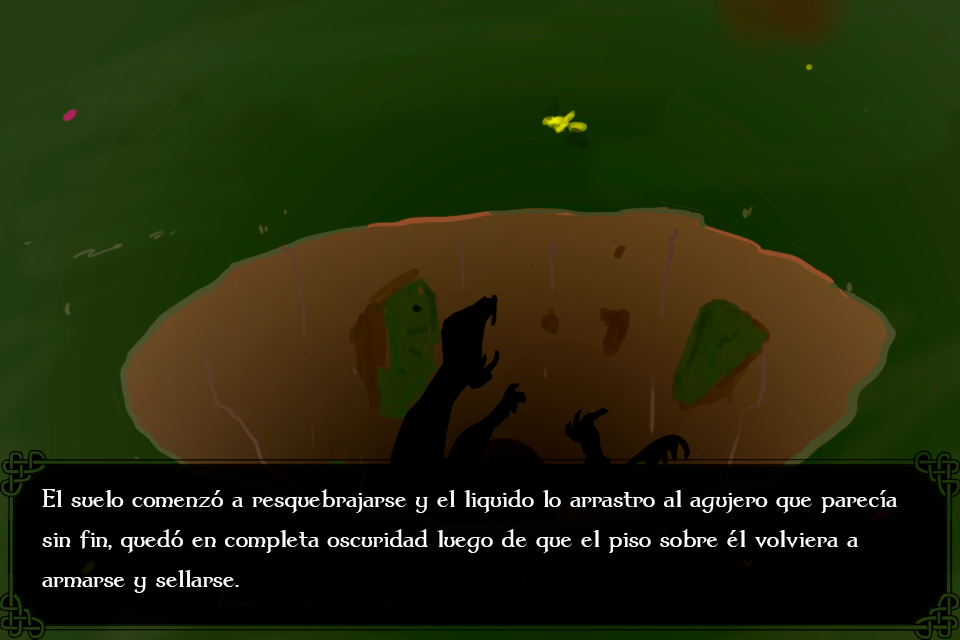 El suelo comenzó a resquebrajarse y el liquido lo arrastro al agujero que parecía
sin fin, quedó en completa oscuridad luego de que el piso sobre él volviera a
armarse y sellarse.